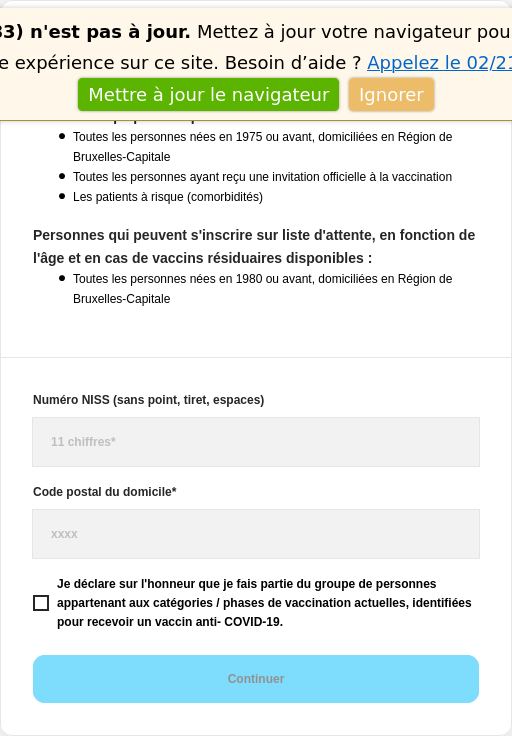 33) n'est pas à jour. Mettez à jour votre navigateur pou
e expérience sur ce site. Besoin d’aide ? Appelez le 02/21
Mettre à jour le navigateur Ignorer
Toutes les personnes nées en 1975 ou avant, domiciliées en Région de
Bruxelles-Capitale
Toutes les personnes ayant reçu une invitation officielle à la vaccination
Les patients à risque (comorbidités)
Personnes qui peuvent s'inscrire sur liste d'attente, en fonction de
l'âge et en cas de vaccins résiduaires disponibles :
Toutes les personnes nées en 1980 ou avant, domiciliées en Région de
Bruxelles-Capitale
Numéro NISS (sans point, tiret, espaces)
11 chiffres*
Code postal du domicile*
xxxx
Je déclare sur l'honneur que je fais partie du groupe de personnes
appartenant aux catégories / phases de vaccination actuelles, identifiées
pour recevoir un vaccin anti- COVID-19.
Continuer